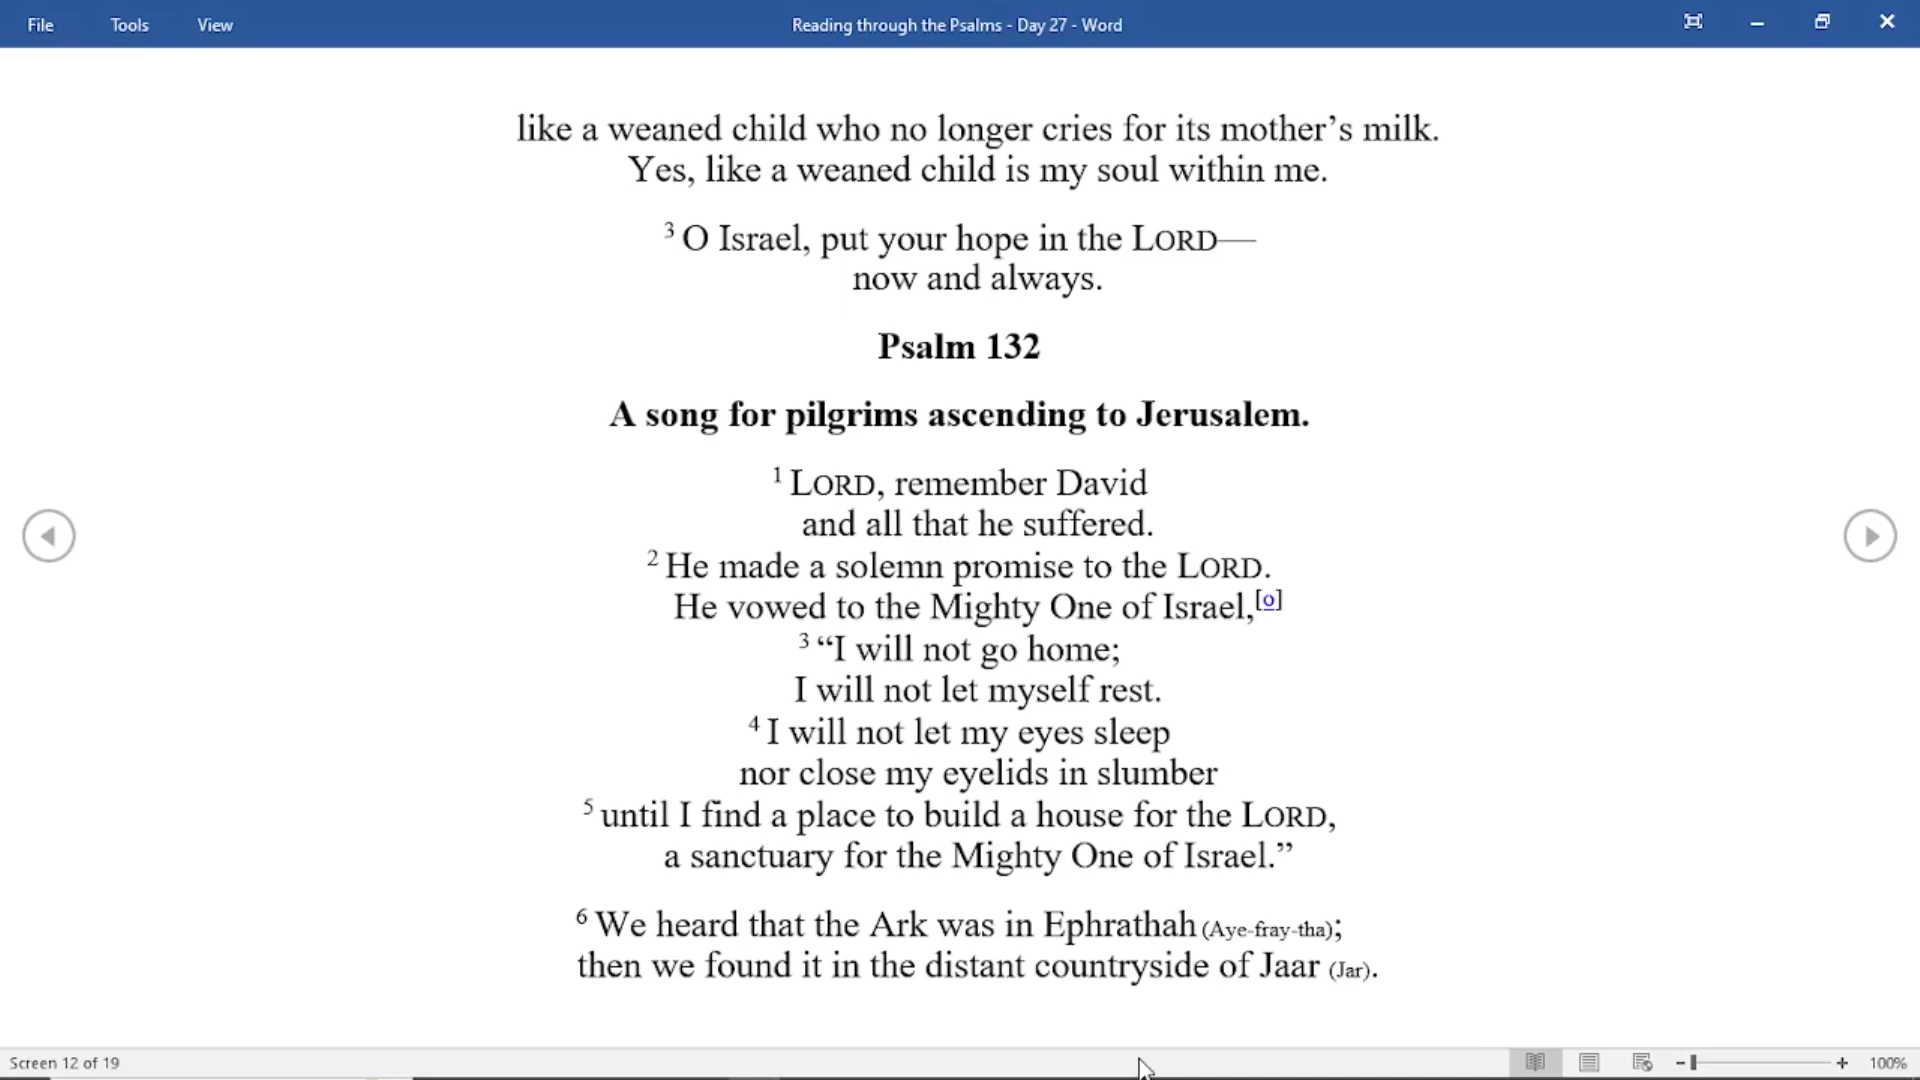 File Tools View Reading through the Psalms - Day 27 - Word
like a weaned child who no longer cries for its mother’s milk.
Yes, like a weaned child is my soul within me.
3 O Israel, put your hope in the LORD—
now and always.
Psalm 132
A song for pilgrims ascending to Jerusalem.
1 LORD, remember David
and all that he suffered.
2 He made a solemn promise to the LORD.
He vowed to the Mighty One of Israel,[o]
3 “I will not go home;
I will not let myself rest.
4 I will not let my eyes sleep
nor close my eyelids in slumber
5 until I find a place to build a house for the LORD,
a sanctuary for the Mighty One of Israel.”
6 We heard that the Ark was in Ephrathah (Aye-fray-tha);
then we found it in the distant countryside of Jaar (Jar).
Screen 12 of 19 100%